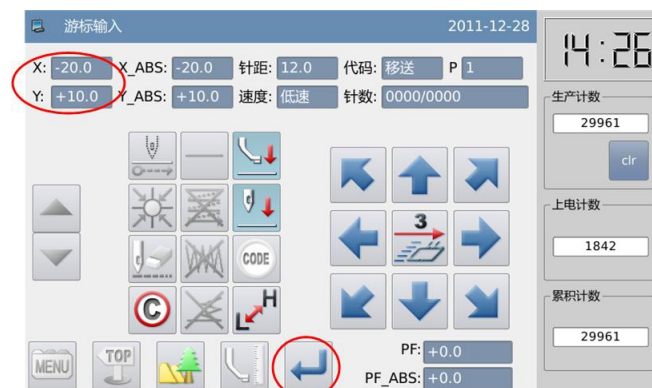 游标输入 2011-12-28
14:26
X: -20.0 X_ABS: -20.0 针距: 12.0 代码: 移送 P 1
Y: +10.0 Y_ABS: +10.0 速度: 低速 针数: 0000/0000
生产计数
29961
clr
上电计数
1842
累积计数
29961
3
CODE
C
H
L
MENU
TOP
PF: +0.0
PF_ABS: +0.0